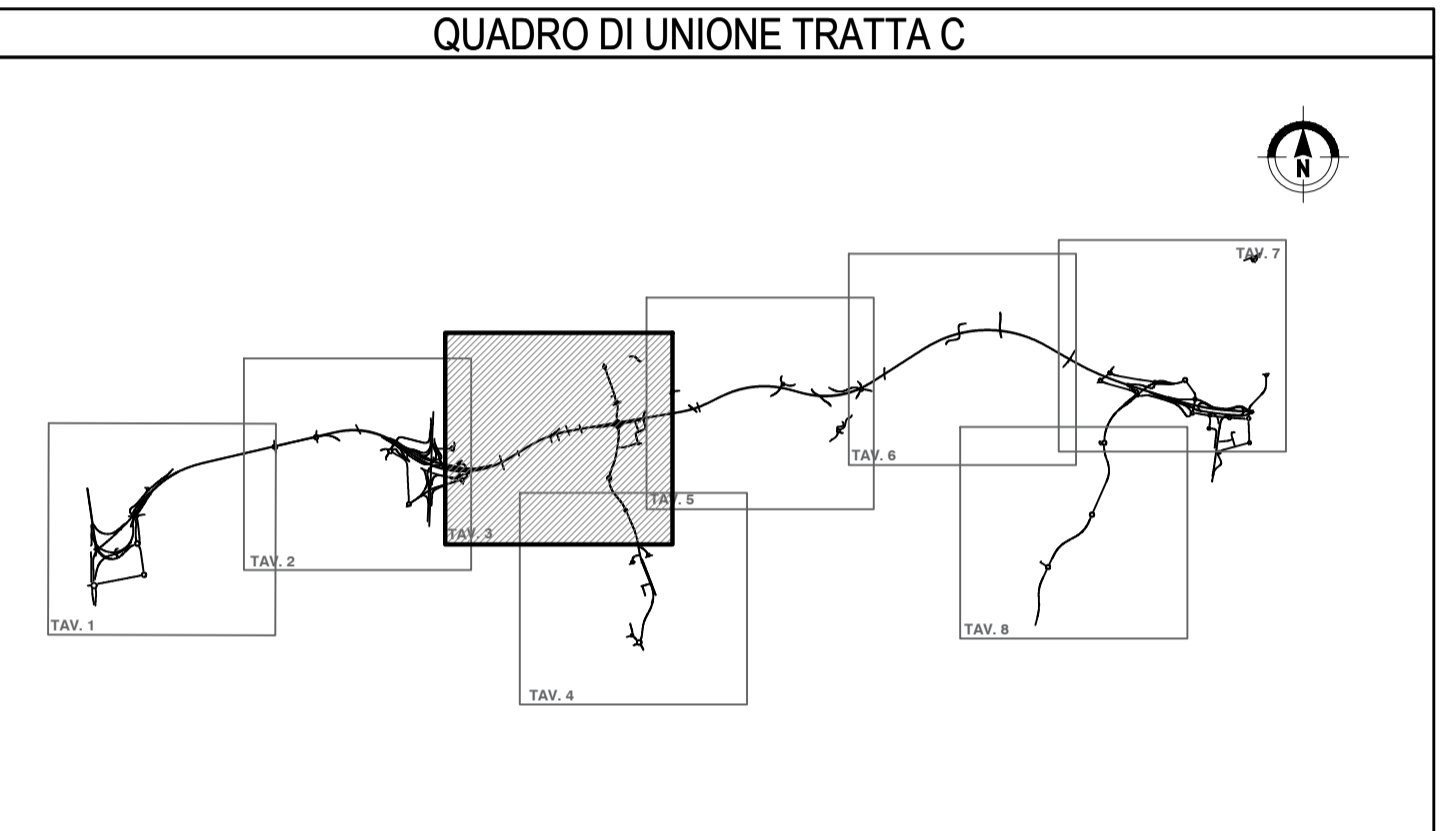 QUADRO DI UNIONE TRATTA C
N
TAV. 7
TAV. 6
TAV. 5
TAV. 3
TAV. 2
TAV. 1
TAV. 8
TAV. 4